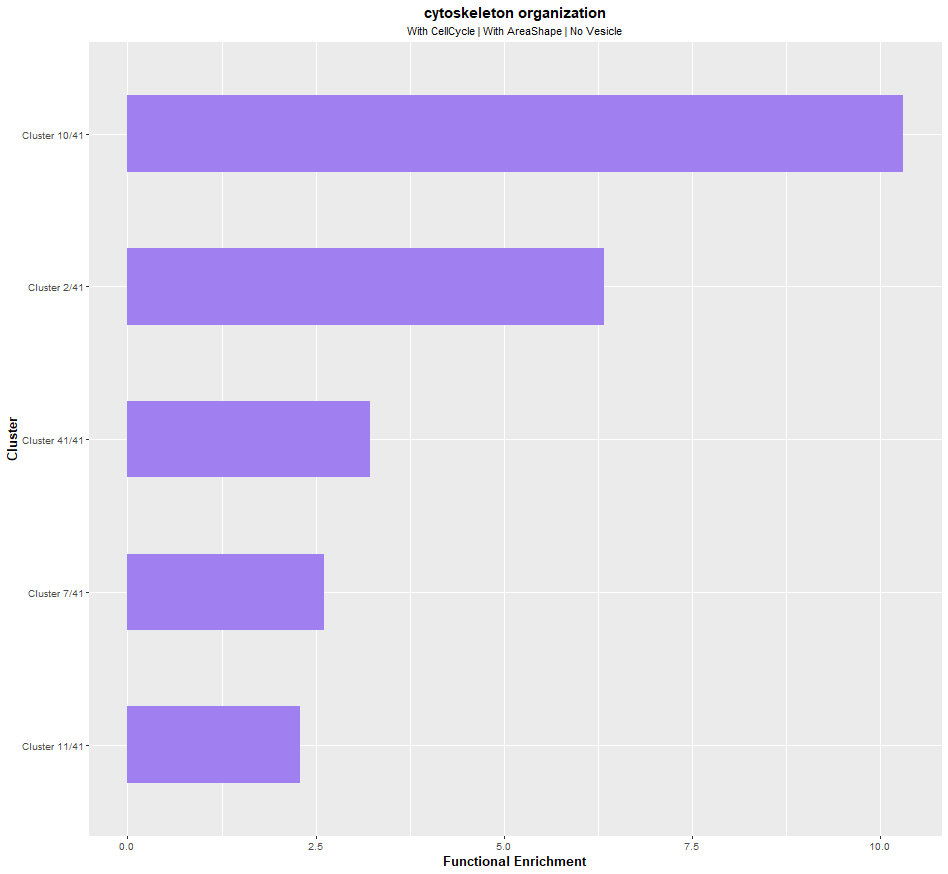 cytoskeleton organization
With CellCycle | With AreaShape | No Vesicle
Cluster
Cluster 10/41
Cluster 2/41
Cluster 41/41
Cluster 7/41
Cluster 11/41
0.0 2.5 5.0 7.5 10.0
Functional Enrichment